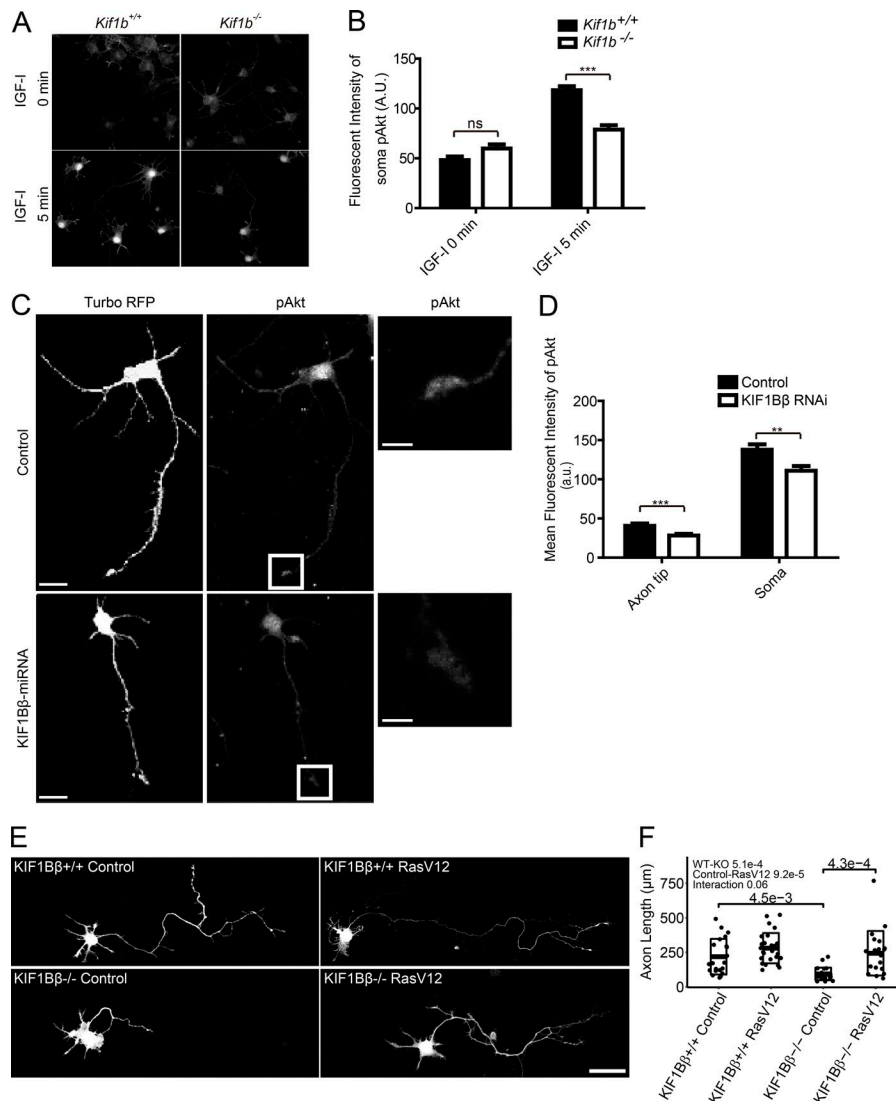 A
Kif1b+/+
Kif1b-/-
IGF-I
0 min
IGF-I
5 min
B
Kif1b+/+
Kif1b-/-
Fluorescent Intensity of
soma pAkt (A.U.)
150
100
50
0
ns
***
IGF-I 0 min
IGF-I 5 min
C
Turbo RFP
pAkt
pAkt
Control
KIF1Bβ-miRNA
D
Control
KIF1Bβ RNAi
Mean Fluorescent Intensity of pAkt
(a.u.)
200
150
100
50
0
***
**
Axon tip
Soma
E
KIF1Bβ+/+ Control
KIF1Bβ+/+ RasV12
KIF1Bβ-/- Control
KIF1Bβ-/- RasV12
F
WT-KO 5.1e-4
Control-RasV12 9.2e-5
Interaction 0.06
4.3e−4
4.5e−3
Axon Length (μm)
750
500
250
0
KIF1Bβ+/+ Control
KIF1Bβ+/+ RasV12
KIF1Bβ−/− Control
KIF1Bβ−/− RasV12